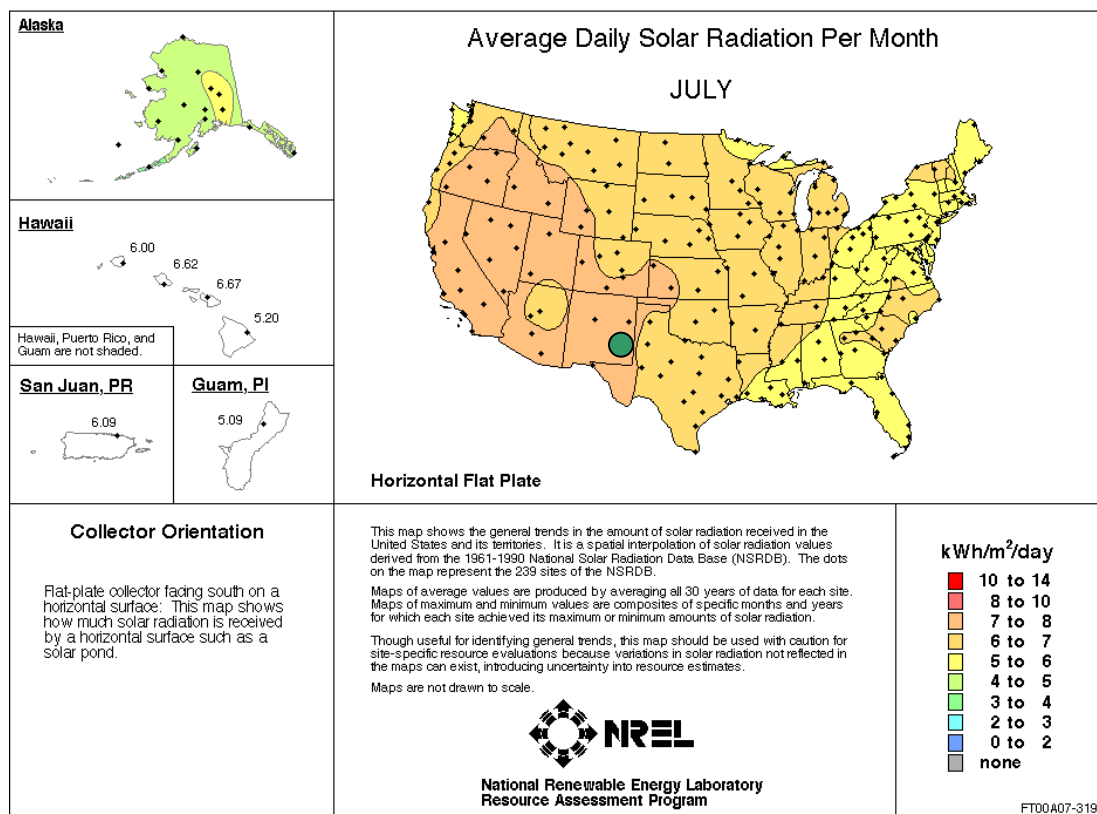 Alaska
Average Daily Solar Radiation Per Month
JULY
Hawaii
6.00
6.62
6.67
5.20
Hawaii, Puerto Rico, and
Guam are not shaded.
San Juan, PR
6.09
Guam, PI
5.09
Horizontal Flat Plate
Collector Orientation
Flat-plate collector facing south on a
horizontal surface: This map shows
how much solar radiation is received
by a horizontal surface such as a
solar pond.
This map shows the general trends in the amount of solar radiation received in the
United States and its territories. It is a spatial interpolation of solar radiation values
derived from the 1961-1990 National Solar Radiation Data Base (NSRDB). The dots
on the map represent the 239 sites of the NSRDB.
Maps of average values are produced by averaging all 30 years of data for each site.
Maps of maximum and minimum values are composites of specific months and years
for which each site achieved its maximum or minimum amounts of solar radiation.
Though useful for identifying general trends, this map should be used with caution for
site-specific resource evaluations because variations in solar radiation not reflected in
the maps can exist, introducing uncertainty into resource estimates.
Maps are not drawn to scale.
NREL
National Renewable Energy Laboratory
Resource Assessment Program
kWh/m²/day
10 to 14
8 to 10
7 to 8
6 to 7
5 to 6
4 to 5
3 to 4
2 to 3
0 to 2
none
FT00A07-319